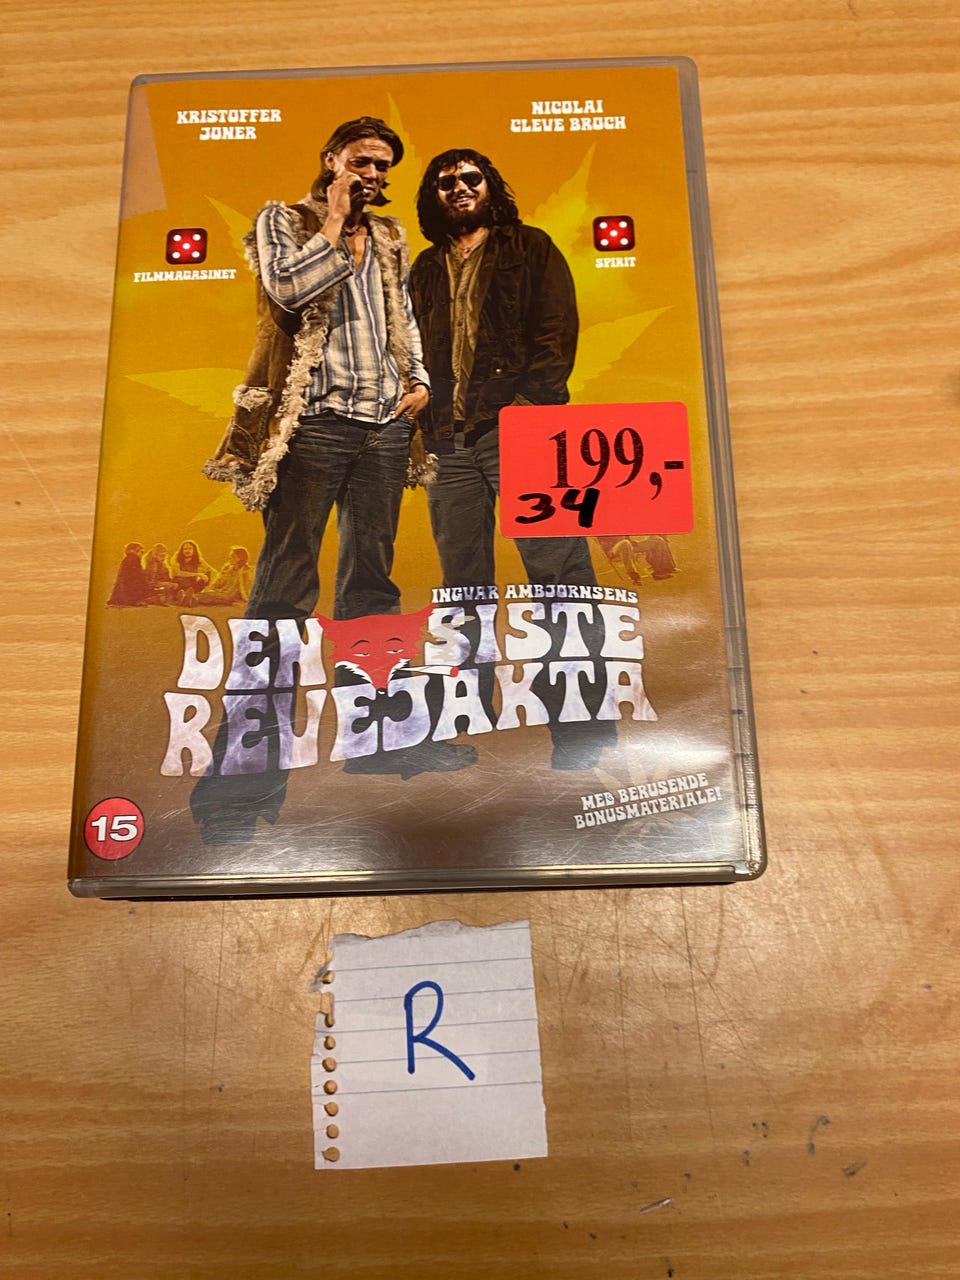 KRISTOFFER
JONER
NICOLAI
CLEVE BROCH
FILMMAGASINET
SPIRIT
199,-
34
INGVAR AMBJØRNSENS
DEN SISTE
REVEJAKTA
MED BERUSENDE
BONUSMATERIALE!
15
R